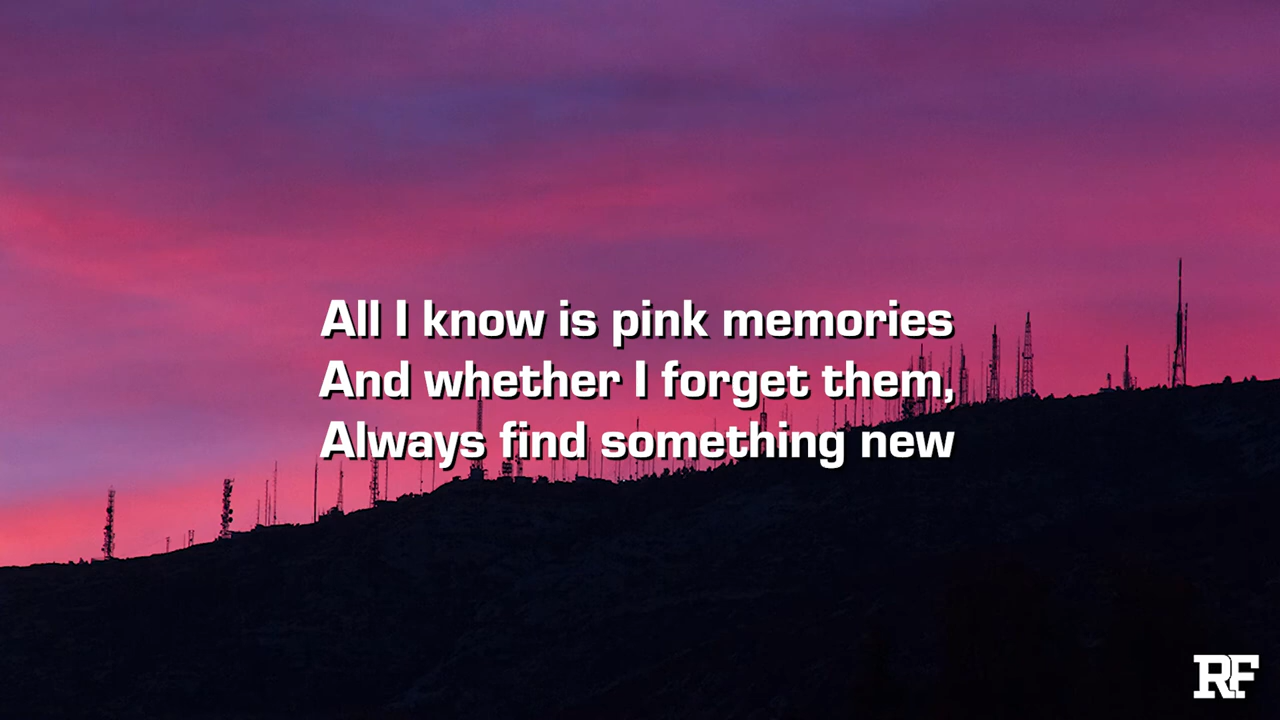 All I know is pink memories
And whether I forget them,
Always find something new
RF